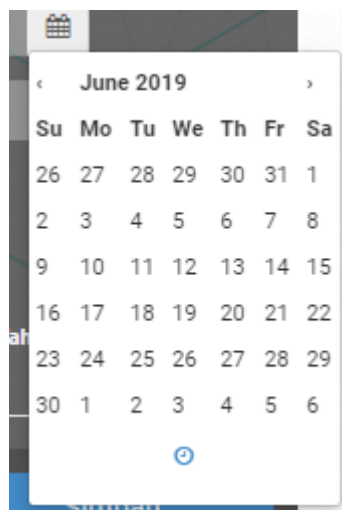 ‹ June 2019 ›
Su Mo Tu We Th Fr Sa
26 27 28 29 30 31 1
2 3 4 5 6 7 8
9 10 11 12 13 14 15
16 17 18 19 20 21 22
ah
23 24 25 26 27 28 29
30 1 2 3 4 5 6